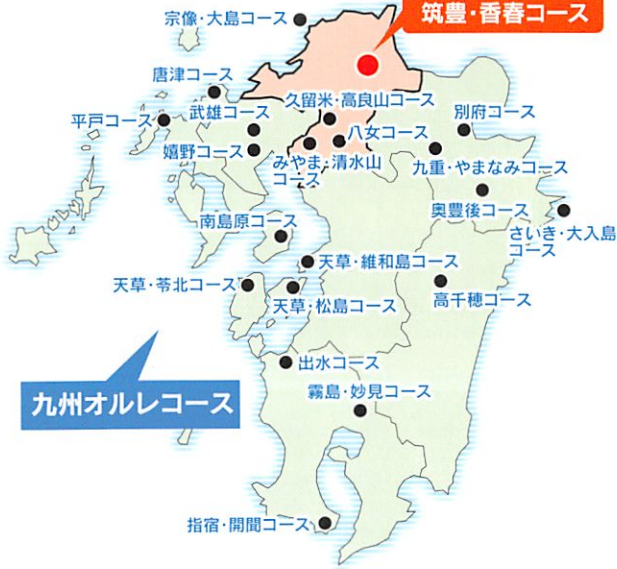 宗像・大島コース
筑豊・香春コース
唐津コース
久留米・高良山コース
平戸コース
武雄コース
別府コース
八女コース
嬉野コース
みやま・清水山
コース
九重・やまなみコース
奥豊後コース
さいき・大入島
コース
南島原コース
天草・維和島コース
天草・苓北コース
天草・松島コース
高千穂コース
出水コース
九州オルレコース
霧島・妙見コース
指宿・開聞コース